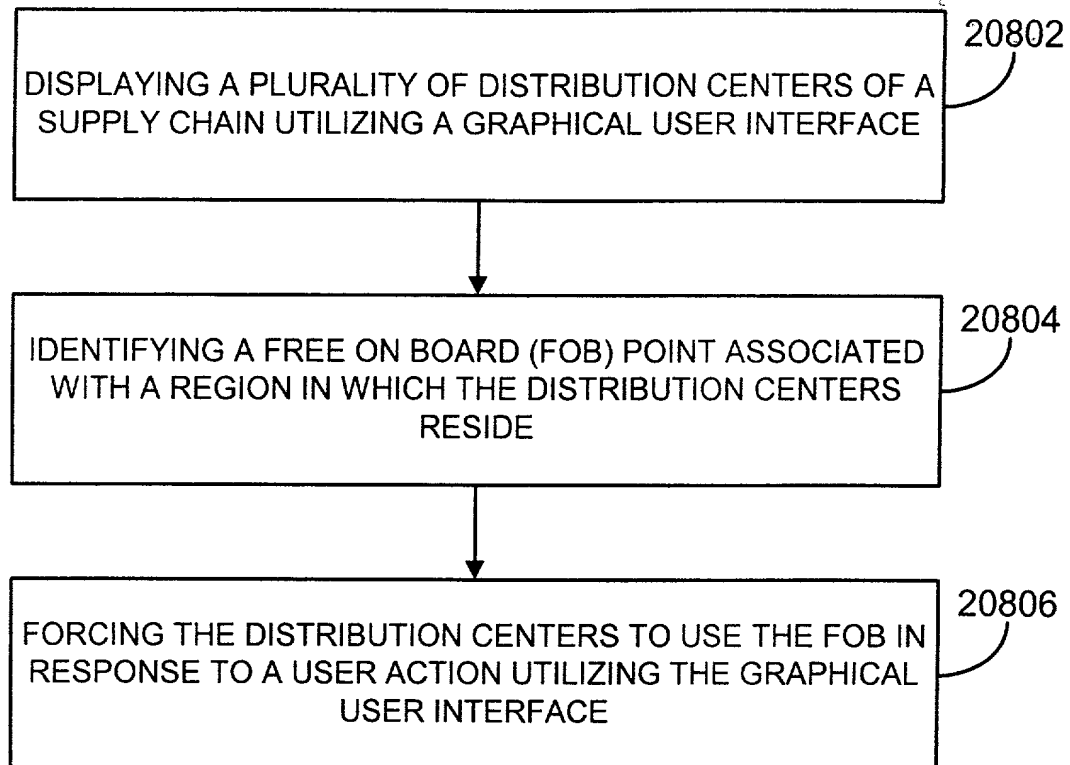 20802
DISPLAYING A PLURALITY OF DISTRIBUTION CENTERS OF A
SUPPLY CHAIN UTILIZING A GRAPHICAL USER INTERFACE
20804
IDENTIFYING A FREE ON BOARD (FOB) POINT ASSOCIATED
WITH A REGION IN WHICH THE DISTRIBUTION CENTERS
RESIDE
20806
FORCING THE DISTRIBUTION CENTERS TO USE THE FOB IN
RESPONSE TO A USER ACTION UTILIZING THE GRAPHICAL
USER INTERFACE